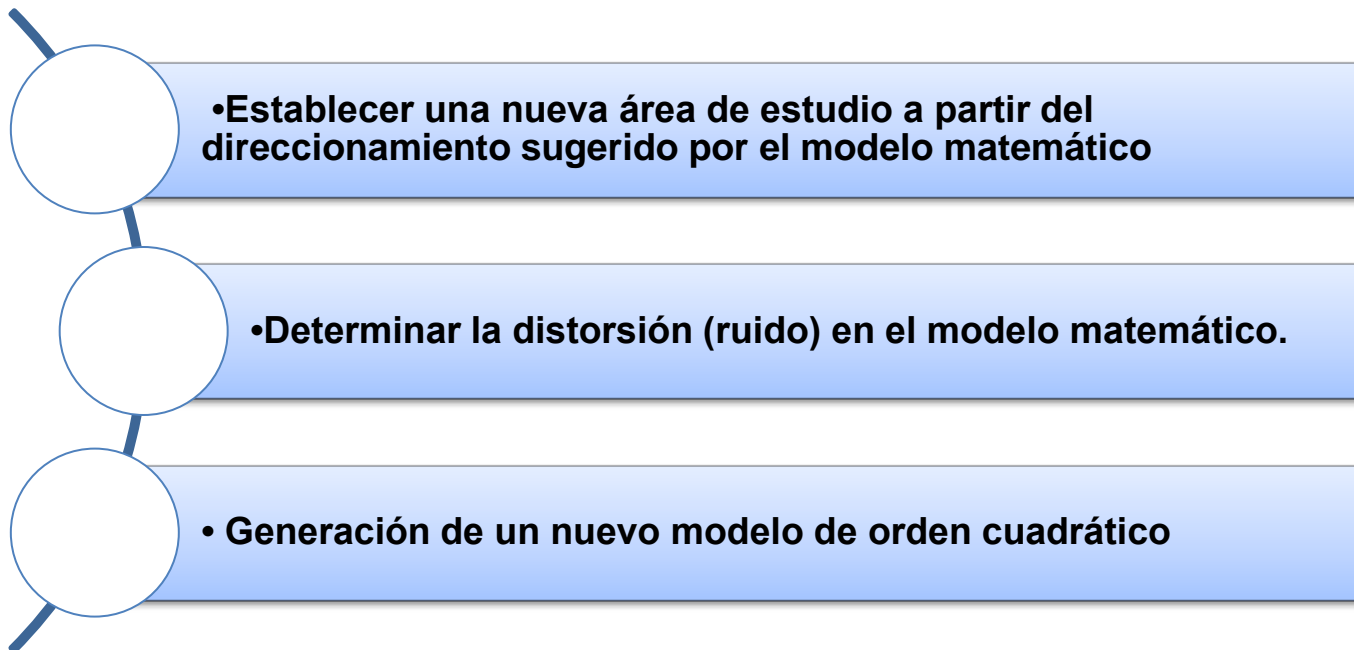 •Establecer una nueva área de estudio a partir del
direccionamiento sugerido por el modelo matemático
•Determinar la distorsión (ruido) en el modelo matemático.
• Generación de un nuevo modelo de orden cuadrático